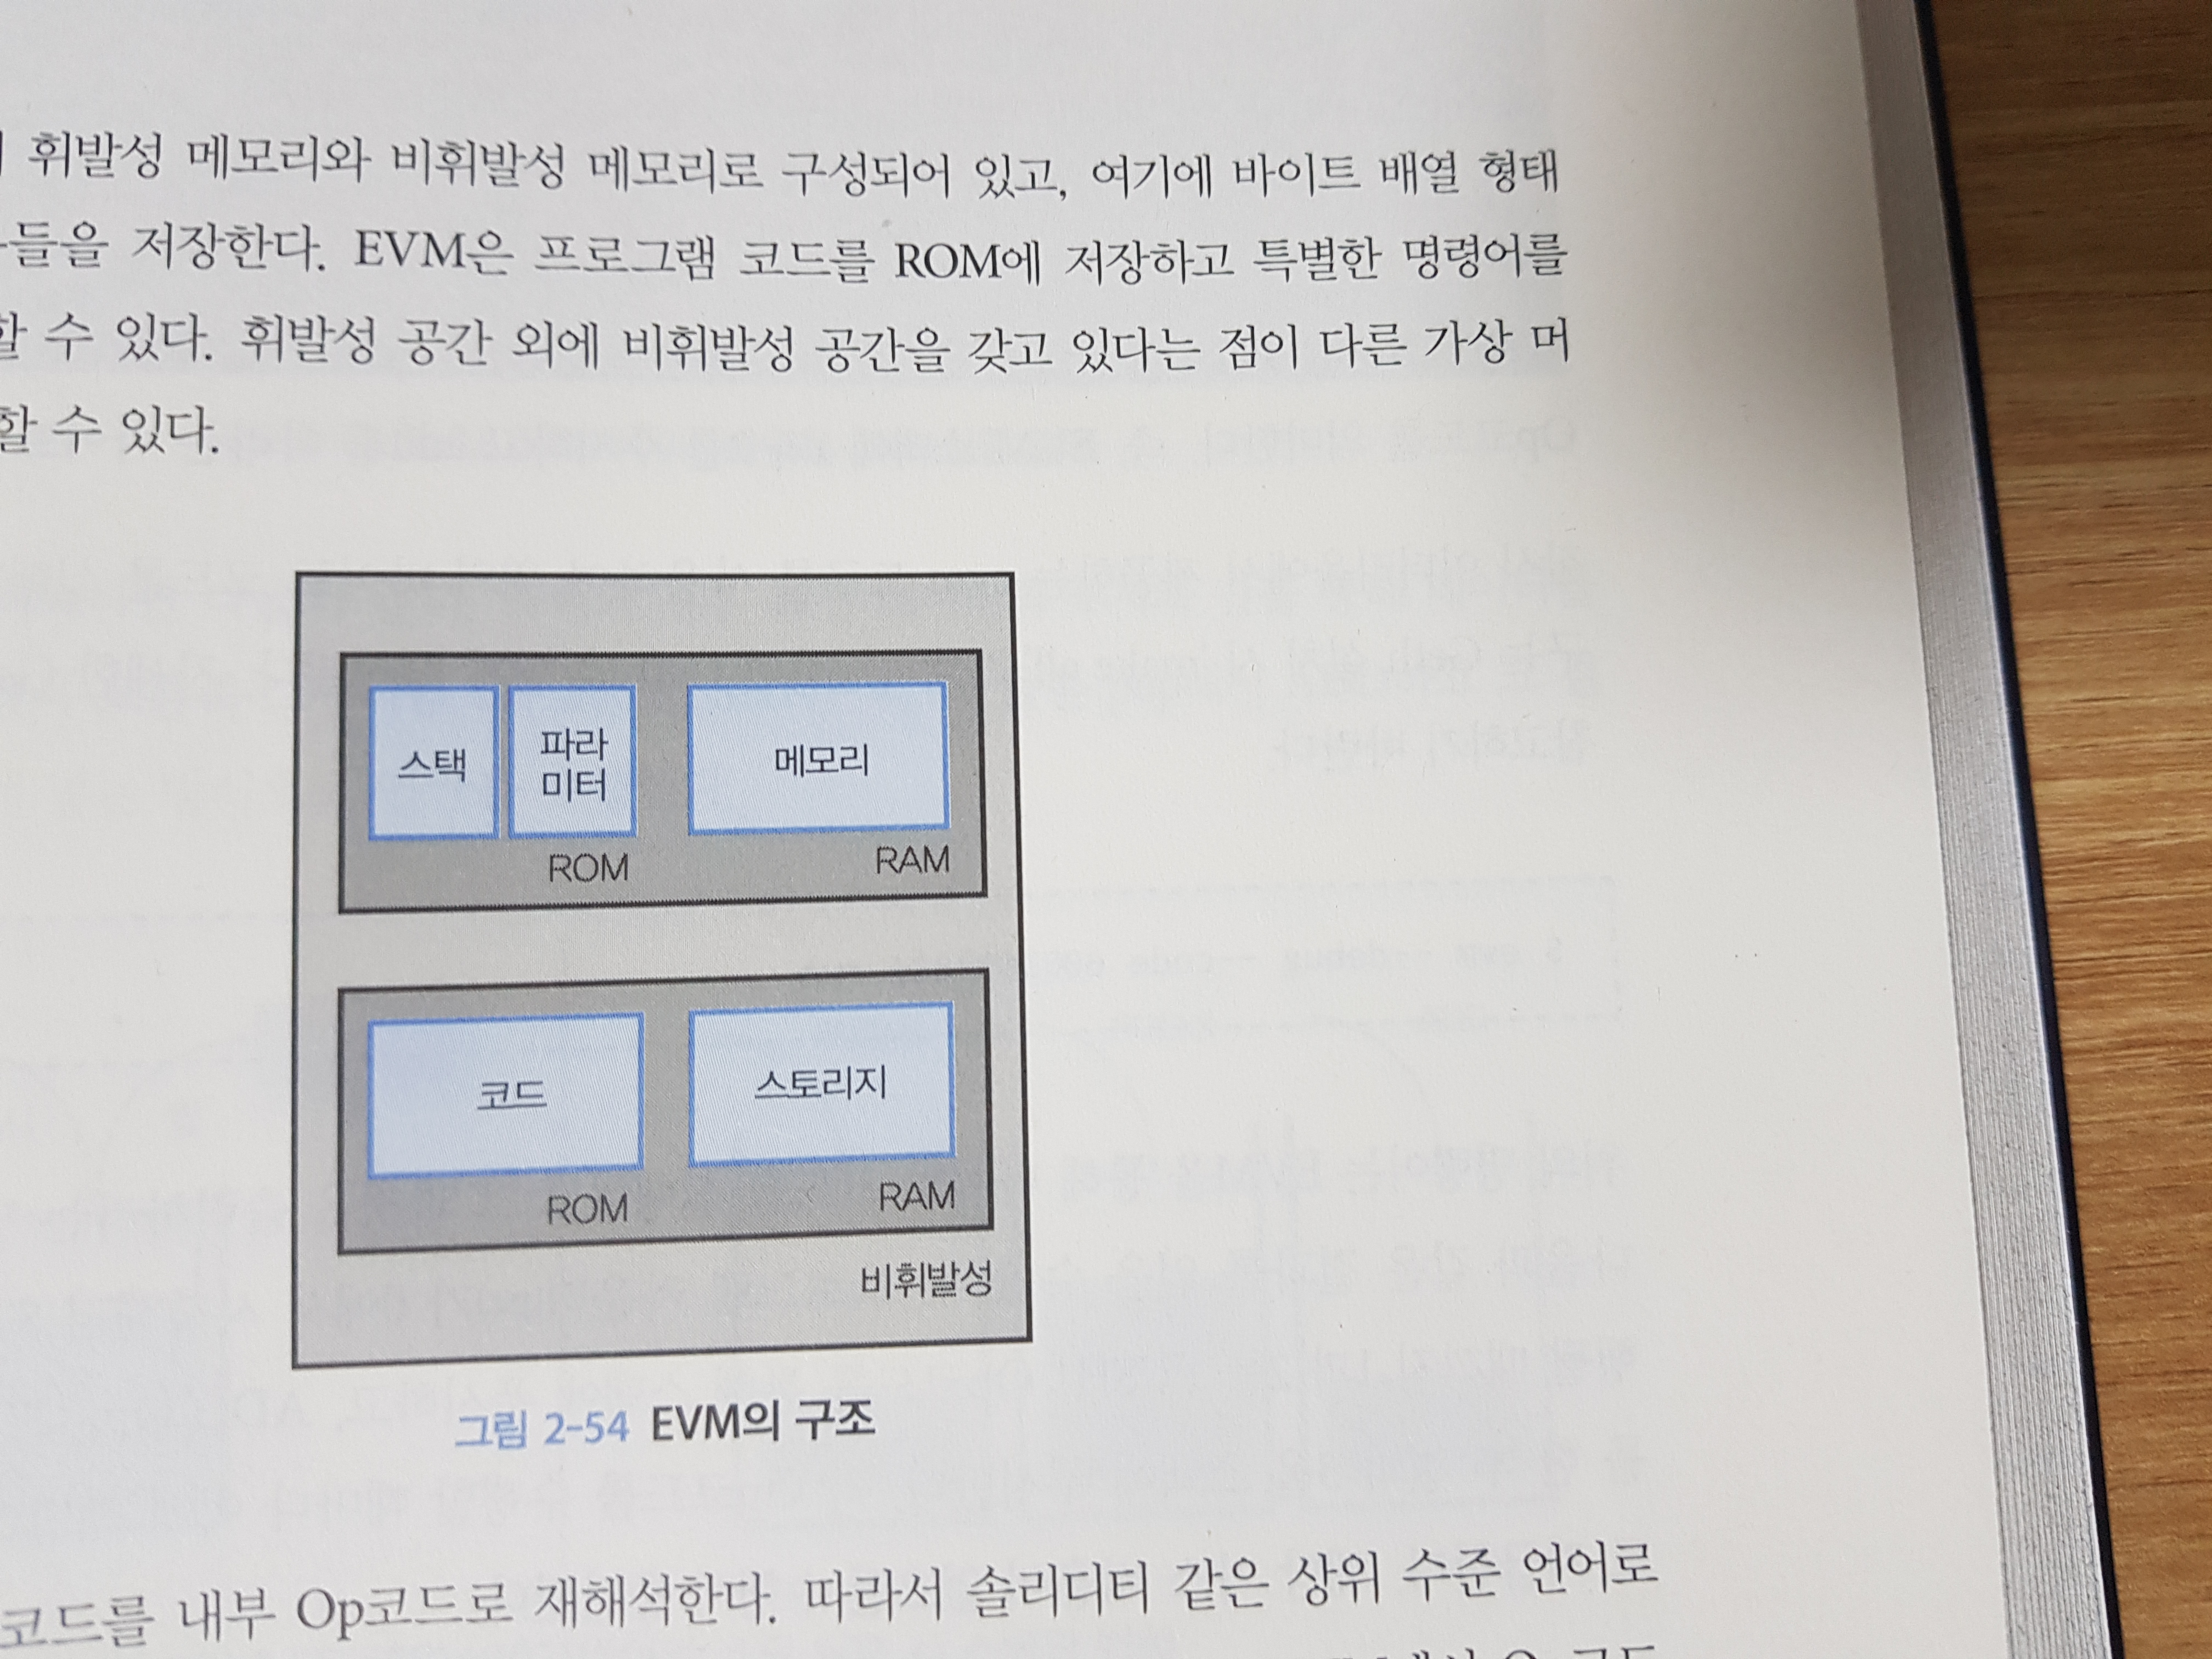 휘발성 메모리와 비휘발성 메모리로 구성되어 있고, 여기에 바이트 배열 형태
들을 저장한다. EVM은 프로그램 코드를 ROM에 저장하고 특별한 명령어를
할 수 있다. 휘발성 공간 외에 비휘발성 공간을 갖고 있다는 점이 다른 가상 머
할 수 있다.
스택
파라
미터
메모리
ROM
RAM
코드
스토리지
ROM
RAM
비휘발성
그림 2-54 EVM의 구조
코드를 내부 Op코드로 재해석한다. 따라서 솔리디티 같은 상위 수준 언어로